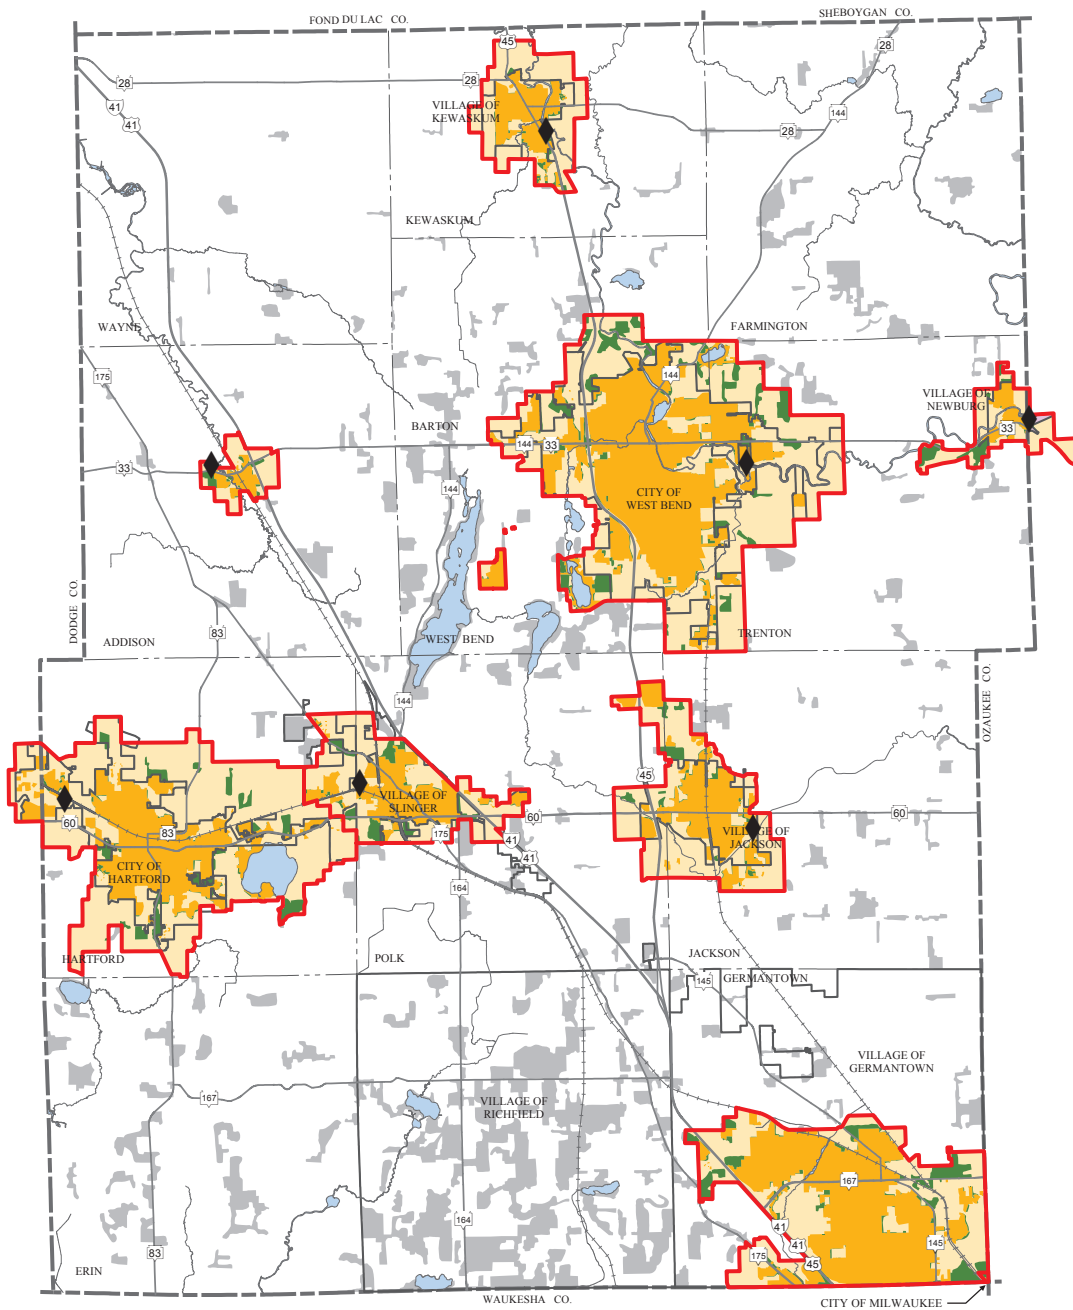 FOND DU LAC CO.
SHEBOYGAN CO.
45
28
28
28
41
41
144
28
VILLAGE OF
KEWASKUM
KEWASKUM
WAYNE
FARMINGTON
175
144
VILLAGE OF
NEWBURG
BARTON
33
144
33
33
144
CITY OF
WEST BEND
DODGE CO.
83
ADDISON
WEST BEND
TRENTON
OZAUKEE CO.
144
45
VILLAGE OF
SLINGER
60
83
175
60
60
41
41
VILLAGE OF
JACKSON
CITY OF
HARTFORD
164
HARTFORD
POLK
JACKSON
145
GERMANTOWN
VILLAGE OF
GERMANTOWN
167
VILLAGE OF
RICHFIELD
167
164
41
41
45
175
145
83
ERIN
WAUKESHA CO.
CITY OF MILWAUKEE